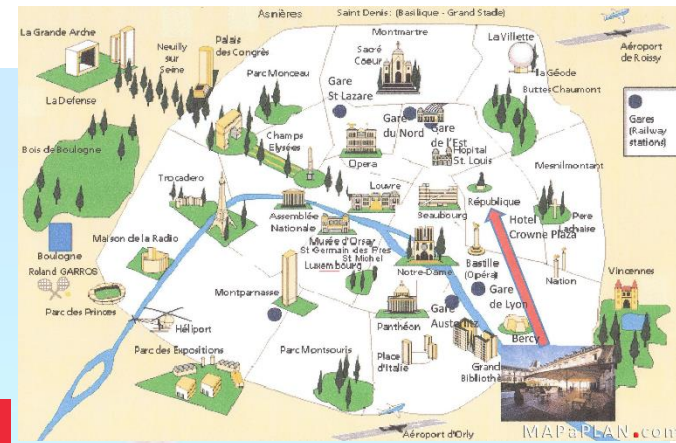 Asnières
Saint Denis: (Basilique - Grand Stade)
La Grande Arche
Neuilly
sur
Seine
Palais
des Congrès
Montmartre
Sacré
Coeur
La Villette
Aéroport
de Roissy
La Defense
Parc Monceau
Gare
St Lazare
la Géode
Buttes Chaumont
Gares
(Railway
stations)
Gare
du Nord
Gare
de l'Est
Bois de Boulogne
Champs
Elysées
Opera
Hopital
St. Louis
Mesnilmontant
Trocadero
Louvre
République
Beaubourg
Pere
Lachaise
Assemblée
Nationale
Hotel
Crowne Plaza
Musée d'Orsay
St Germain des Pres
St Michel
Luxembourg
Boulogne
Maison de la Radio
Notre-Dame
Bastille
(Opéra)
Nation
Vincennes
Roland GARROS
Parc des Princes
Montparnasse
Gare
de Lyon
Gare
Austerlitz
Héliport
Panthéon
Bercy
Parc des Expositions
Parc Montsouris
Place
d'Italie
Grand
Bibliothè
Aéroport d'Orly
MAPaPLAN.com